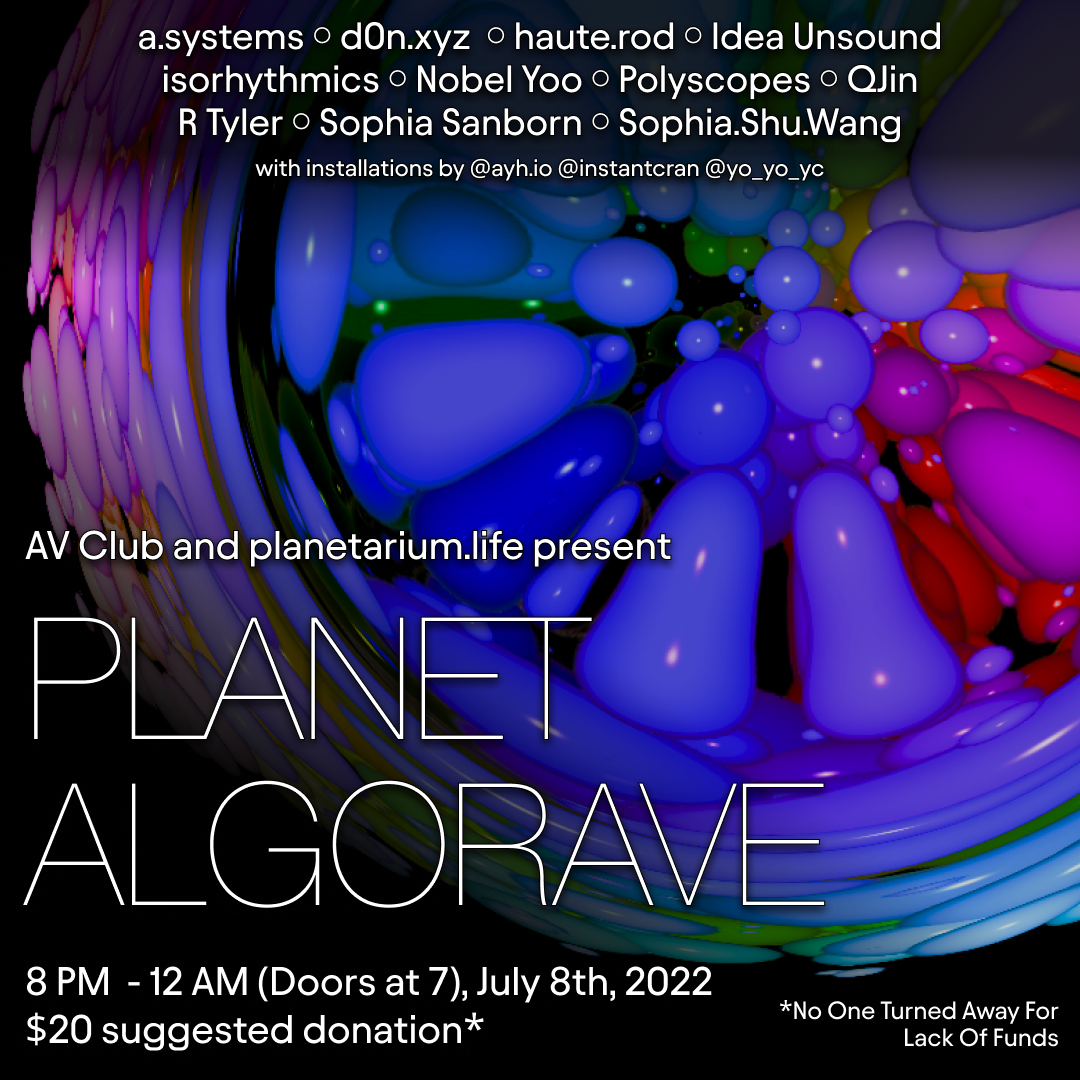 a.systems ○ d0n.xyz ○ haute.rod ○ Idea Unsound
isorhythmics ○ Nobel Yoo ○ Polyscopes ○ QJin
R Tyler ○ Sophia Sanborn ○ Sophia.Shu.Wang
with installations by @ayh.io @instantcran @yo_yo_yc
AV Club and planetarium.life present
PLANET
ALGORAVE
8 PM - 12 AM (Doors at 7), July 8th, 2022
$20 suggested donation*
*No One Turned Away For
Lack Of Funds